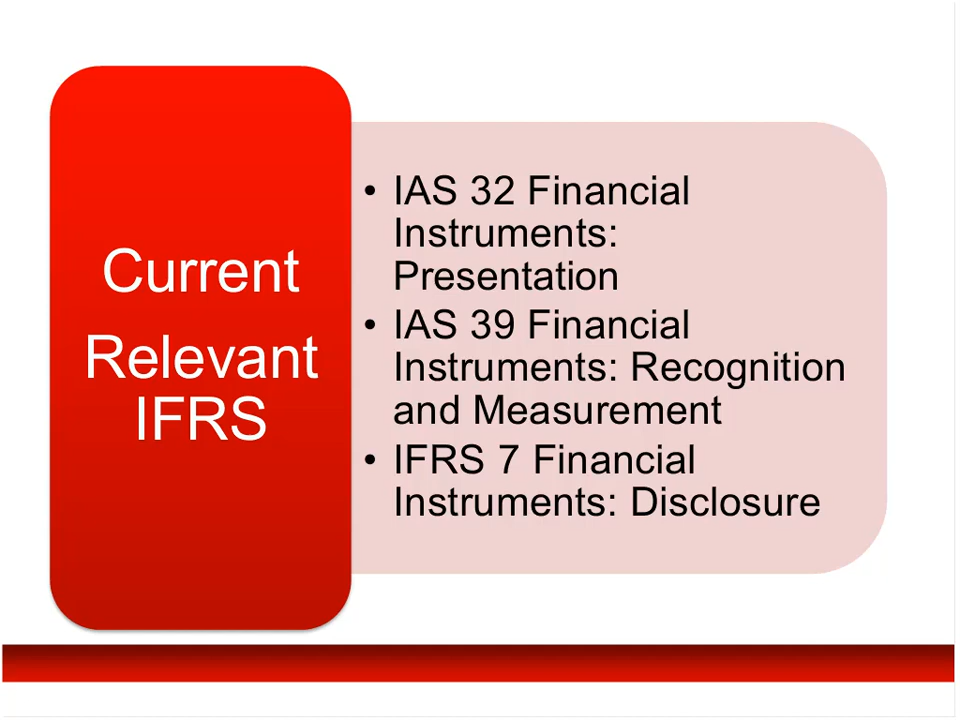 Current
Relevant
IFRS
• IAS 32 Financial
Instruments:
Presentation
• IAS 39 Financial
Instruments: Recognition
and Measurement
• IFRS 7 Financial
Instruments: Disclosure